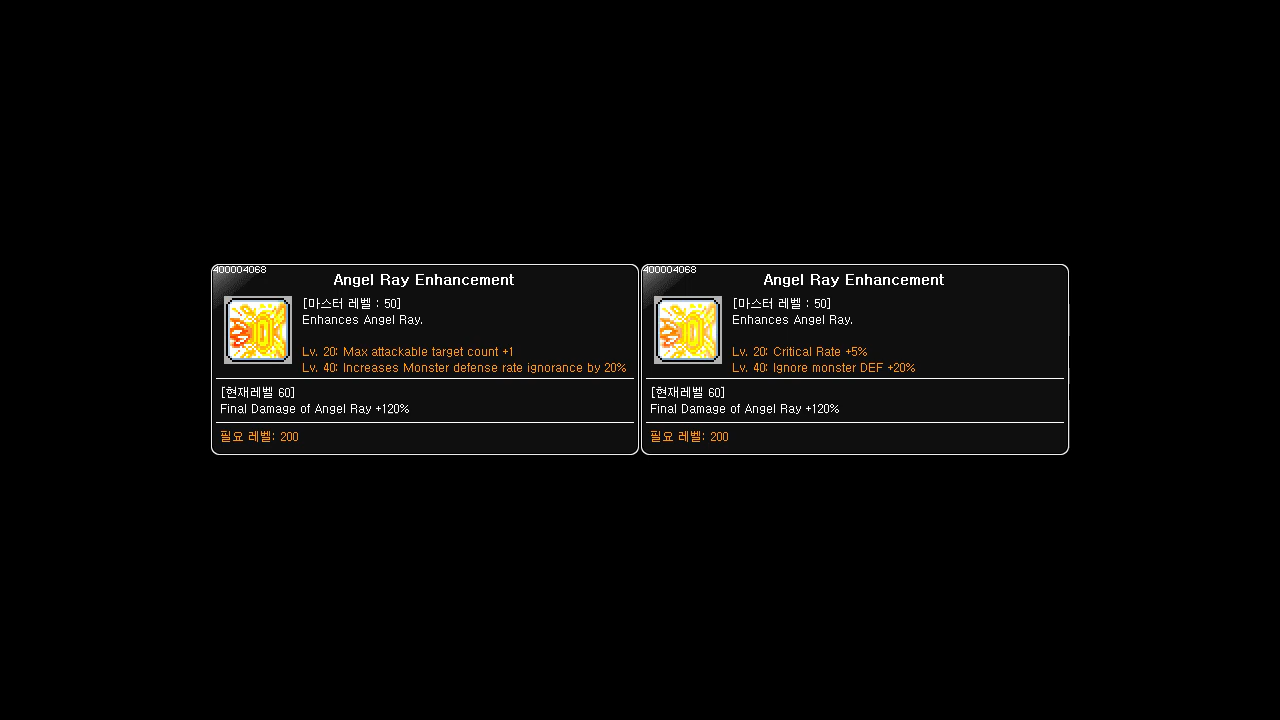 400004068
Angel Ray Enhancement
[마스터 레벨 : 50]
Enhances Angel Ray.
Lv. 20: Max attackable target count +1
Lv. 40: Increases Monster defense rate ignorance by 20%
[현재레벨 60]
Final Damage of Angel Ray +120%
필요 레벨: 200
400004068
Angel Ray Enhancement
[마스터 레벨 : 50]
Enhances Angel Ray.
Lv. 20: Critical Rate +5%
Lv. 40: Ignore monster DEF +20%
[현재레벨 60]
Final Damage of Angel Ray +120%
필요 레벨: 200